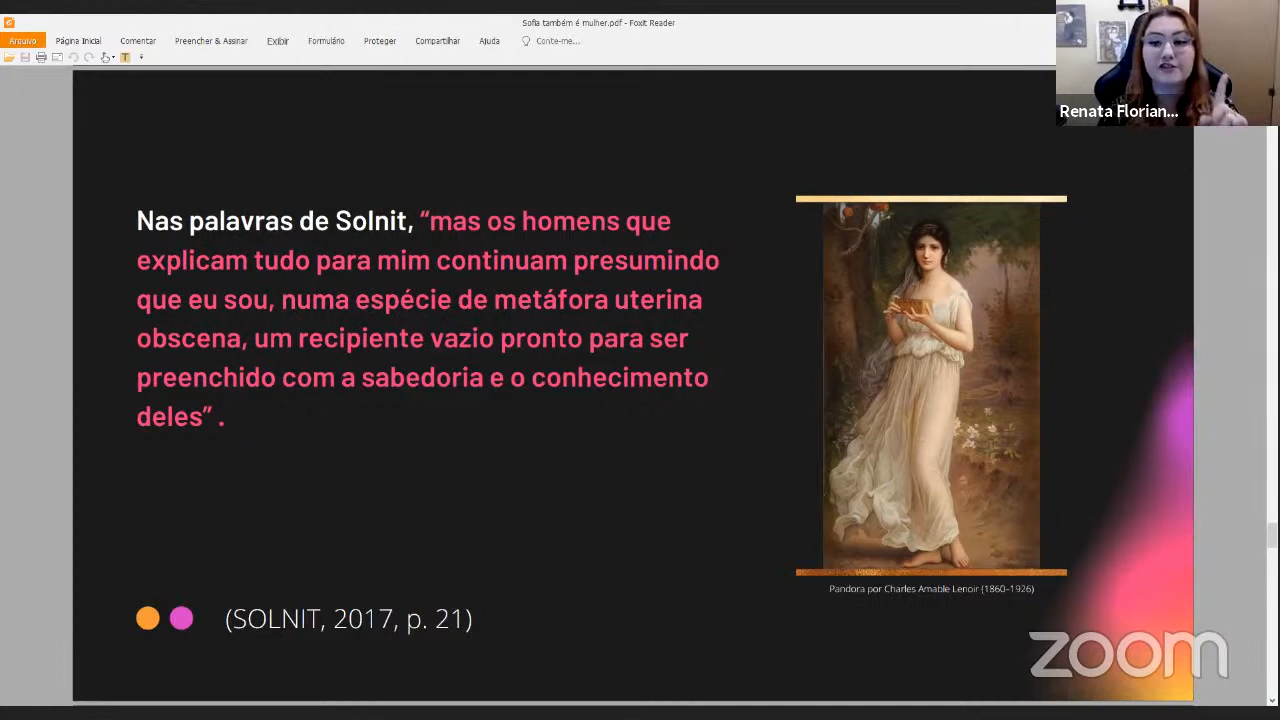 Sofia também é mulher.pdf - Foxit Reader
Arquivo Página Inicial Comentar Preencher & Assinar Exibir Formulário Proteger Compartilhar Ajuda Conte-me...
Renata Florian...
Nas palavras de Solnit, “mas os homens que
explicam tudo para mim continuam presumindo
que eu sou, numa espécie de metáfora uterina
obscena, um recipiente vazio pronto para ser
preenchido com a sabedoria e o conhecimento
deles” .
Pandora por Charles Amable Lenoir (1860–1926)
(SOLNIT, 2017, p. 21)
zoom